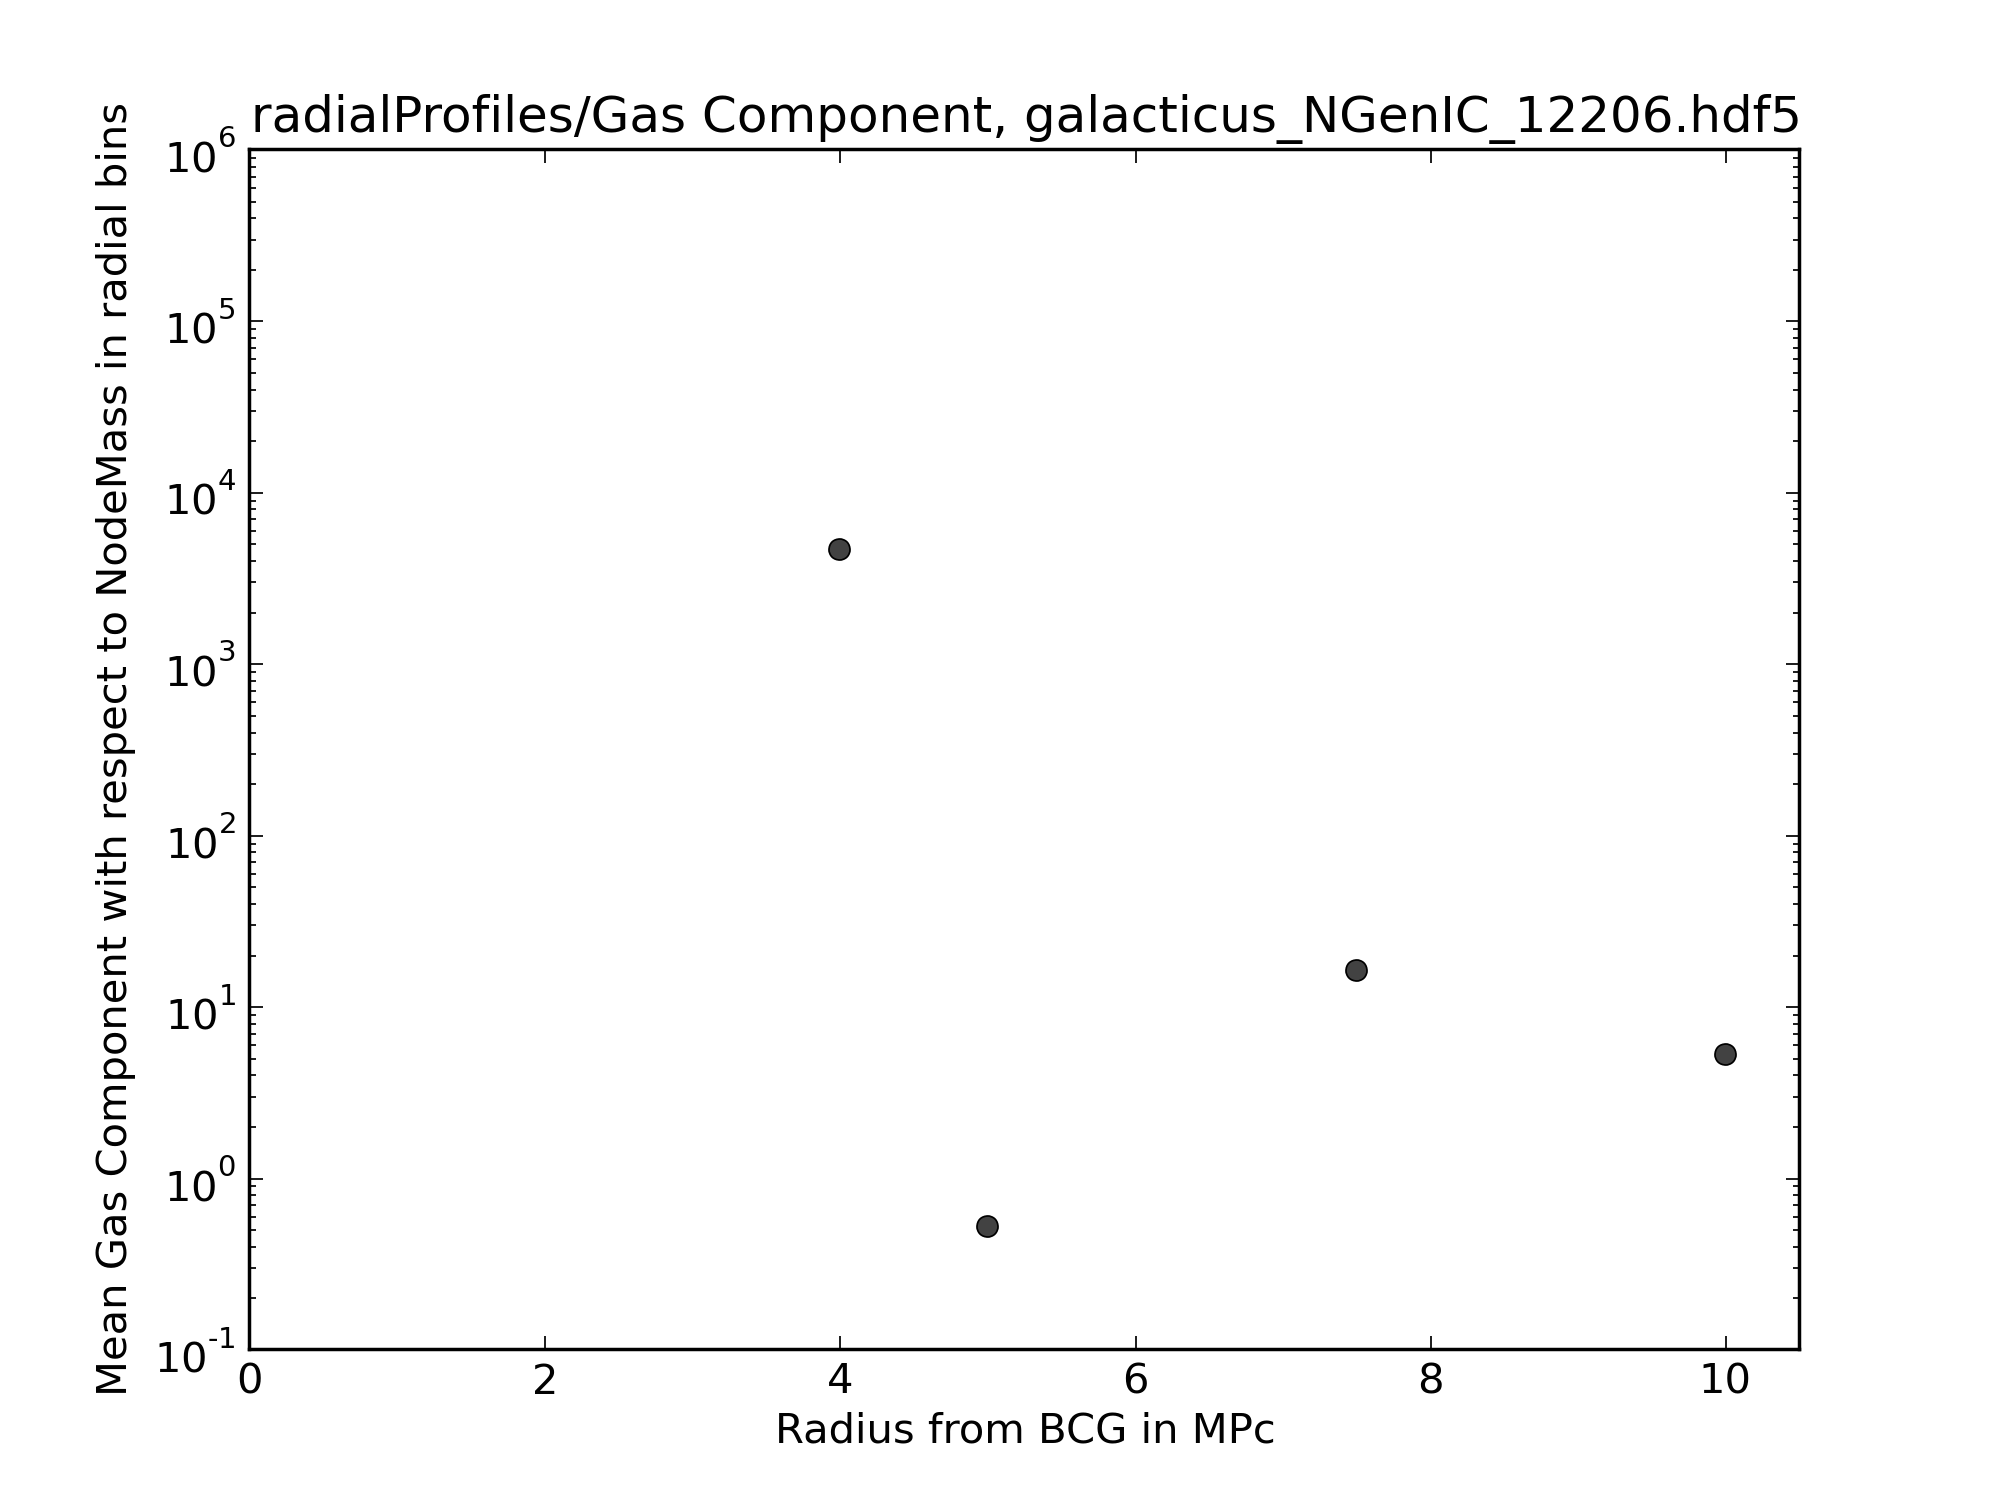 radialProfiles/Gas Component, galacticus_NGenIC_12206.hdf5
Mean Gas Component with respect to NodeMass in radial bins
10^6
10^5
10^4
10^3
10^2
10^1
10^0
10^-1
0 2 4 6 8 10
Radius from BCG in MPc